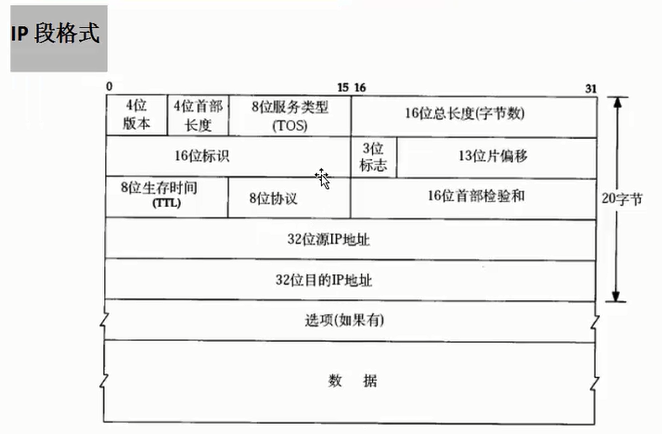 IP 段格式
0 15 16 31
4位版本
4位首部长度
8位服务类型
(TOS)
16位总长度(字节数)
16位标识
3位标志
13位片偏移
8位生存时间
(TTL)
8位协议
16位首部检验和
20字节
32位源IP地址
32位目的IP地址
选项(如果有)
数 据